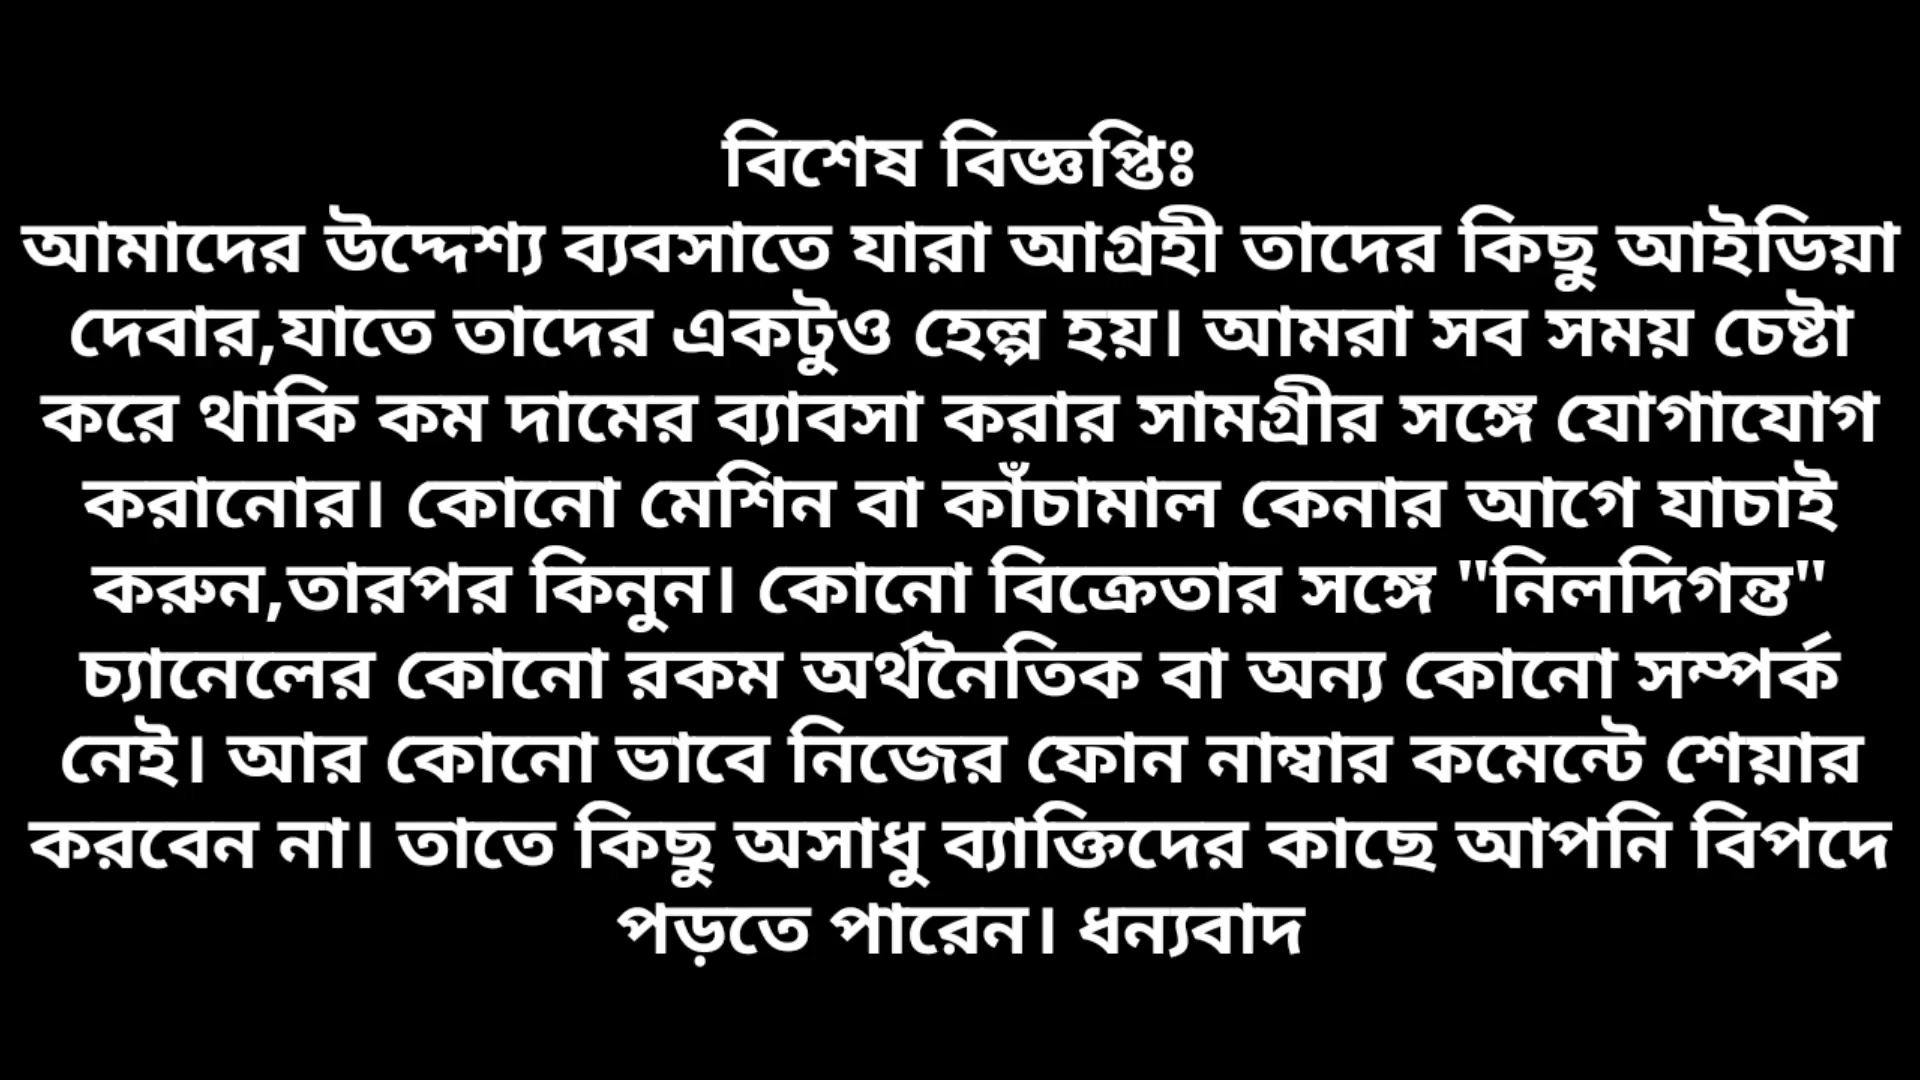 বিশেষ বিজ্ঞপ্তিঃ
আমাদের উদ্দেশ্য ব্যবসাতে যারা আগ্রহী তাদের কিছু আইডিয়া
দেবার,যাতে তাদের একটুও হেল্প হয়। আমরা সব সময় চেষ্টা
করে থাকি কম দামের ব্যাবসা করার সামগ্রীর সঙ্গে যোগাযোগ
করানোর। কোনো মেশিন বা কাঁচামাল কেনার আগে যাচাই
করুন,তারপর কিনুন। কোনো বিক্রেতার সঙ্গে "নিলদিগন্ত"
চ্যানেলের কোনো রকম অর্থনৈতিক বা অন্য কোনো সম্পর্ক
নেই। আর কোনো ভাবে নিজের ফোন নাম্বার কমেন্টে শেয়ার
করবেন না। তাতে কিছু অসাধু ব্যাক্তিদের কাছে আপনি বিপদে
পড়তে পারেন। ধন্যবাদ